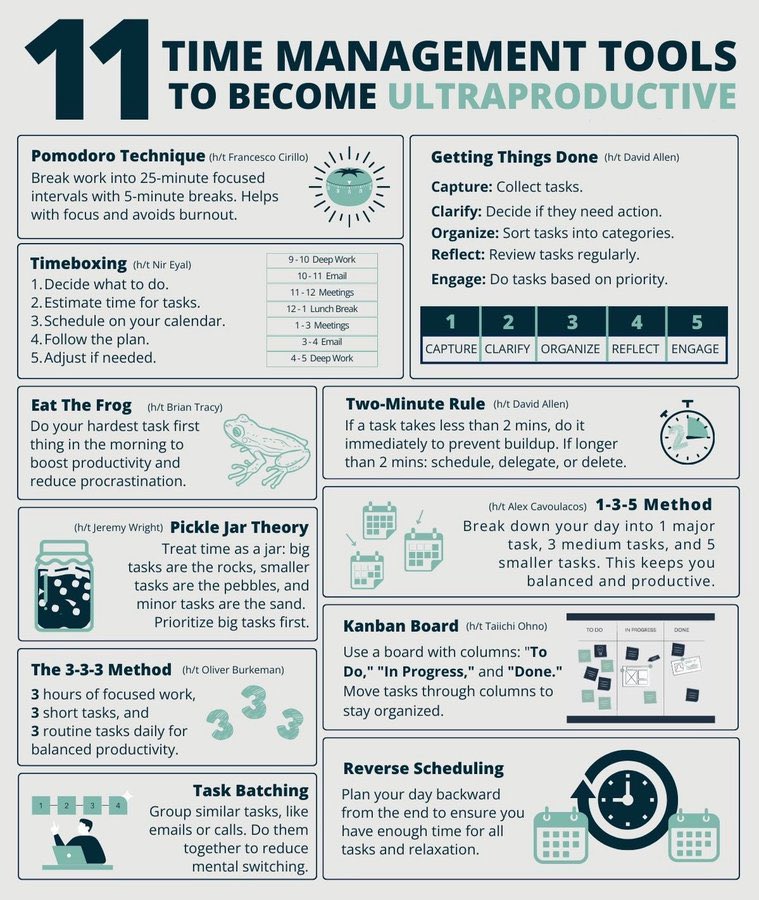 11 TIME MANAGEMENT TOOLS
TO BECOME ULTRAPRODUCTIVE
Pomodoro Technique (h/t Francesco Cirillo)
Break work into 25-minute focused
intervals with 5-minute breaks. Helps
with focus and avoids burnout.
Getting Things Done (h/t David Allen)
Capture: Collect tasks.
Clarify: Decide if they need action.
Organize: Sort tasks into categories.
Reflect: Review tasks regularly.
Engage: Do tasks based on priority.
1 2 3 4 5
CAPTURE CLARIFY ORGANIZE REFLECT ENGAGE
Timeboxing (h/t Nir Eyal)
1. Decide what to do.
2. Estimate time for tasks.
3. Schedule on your calendar.
4. Follow the plan.
5. Adjust if needed.
9 - 10 Deep Work
10 - 11 Email
11 - 12 Meetings
12 - 1 Lunch Break
1 - 3 Meetings
3 - 4 Email
4 - 5 Deep Work
Eat The Frog (h/t Brian Tracy)
Do your hardest task first
thing in the morning to
boost productivity and
reduce procrastination.
Two-Minute Rule (h/t David Allen)
If a task takes less than 2 mins, do it
immediately to prevent buildup. If longer
than 2 mins: schedule, delegate, or delete.
2
(h/t Jeremy Wright) Pickle Jar Theory
Treat time as a jar: big
tasks are the rocks, smaller
tasks are the pebbles, and
minor tasks are the sand.
Prioritize big tasks first.
(h/t Alex Cavoulacos) 1-3-5 Method
Break down your day into 1 major
task, 3 medium tasks, and 5
smaller tasks. This keeps you
balanced and productive.
Kanban Board (h/t Taiichi Ohno)
Use a board with columns: "To
Do," "In Progress," and "Done."
Move tasks through columns to
stay organized.
TO DO IN PROGRESS DONE
The 3-3-3 Method (h/t Oliver Burkeman)
3 hours of focused work,
3 short tasks, and
3 routine tasks daily for
balanced productivity.
3 3 3
Task Batching
Group similar tasks, like
emails or calls. Do them
together to reduce
mental switching.
1 2 3 4
Reverse Scheduling
Plan your day backward
from the end to ensure you
have enough time for all
tasks and relaxation.